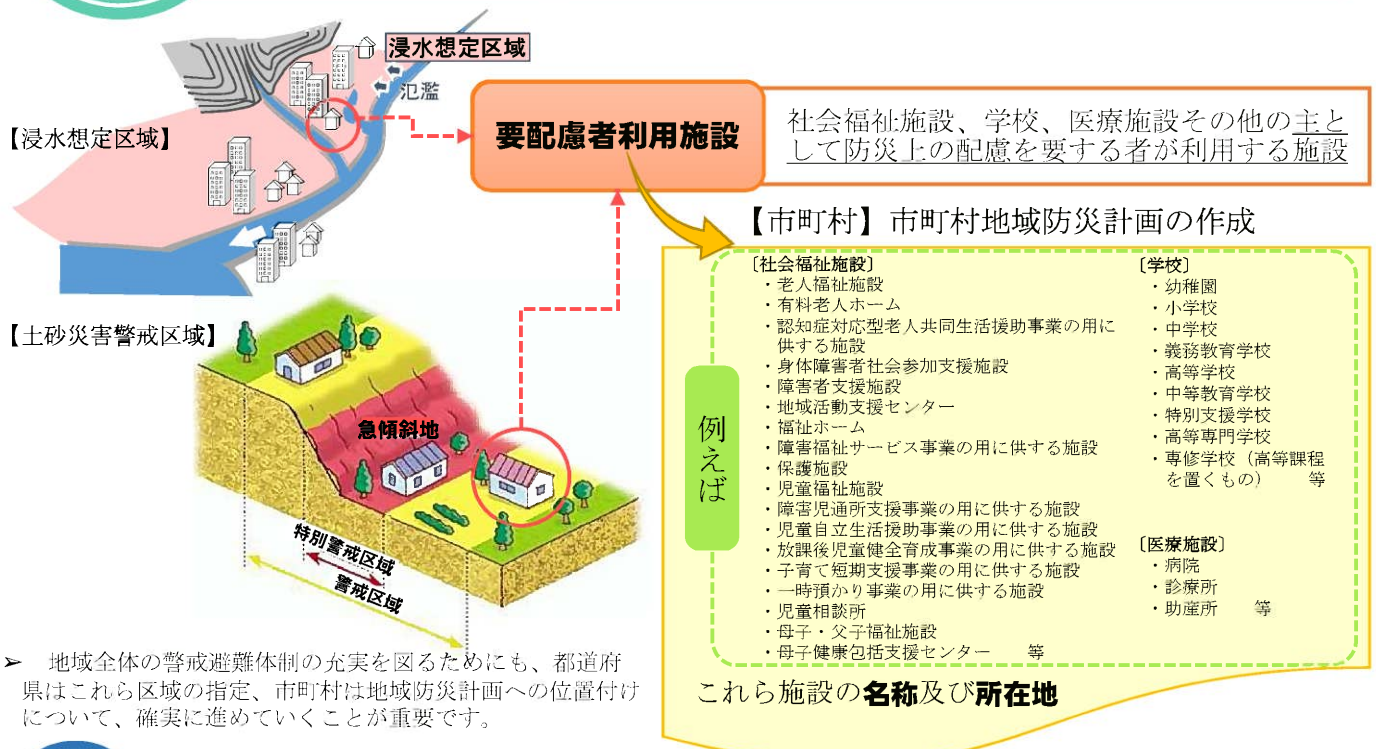 浸水想定区域
氾濫
【浸水想定区域】
要配慮者利用施設
社会福祉施設、学校、医療施設その他の主と
して防災上の配慮を要する者が利用する施設
【市町村】市町村地域防災計画の作成
【土砂災害警戒区域】
急傾斜地
特別警戒区域
警戒区域
例えば
〔社会福祉施設〕
・老人福祉施設
・有料老人ホーム
・認知症対応型老人共同生活援助事業の用に
供する施設
・身体障害者社会参加支援施設
・障害者支援施設
・地域活動支援センター
・福祉ホーム
・障害福祉サービス事業の用に供する施設
・保護施設
・児童福祉施設
・障害児通所支援事業の用に供する施設
・児童自立生活援助事業の用に供する施設
・放課後児童健全育成事業の用に供する施設
・子育て短期支援事業の用に供する施設
・一時預かり事業の用に供する施設
・児童相談所
・母子・父子福祉施設
・母子健康包括支援センター　　等
〔学校〕
・幼稚園
・小学校
・中学校
・義務教育学校
・高等学校
・中等教育学校
・特別支援学校
・高等専門学校
・専修学校（高等課程
を置くもの）　　等
〔医療施設〕
・病院
・診療所
・助産所　　等
これら施設の名称及び所在地
➢　地域全体の警戒避難体制の充実を図るためにも、都道府
県はこれら区域の指定、市町村は地域防災計画への位置付け
について、確実に進めていくことが重要です。